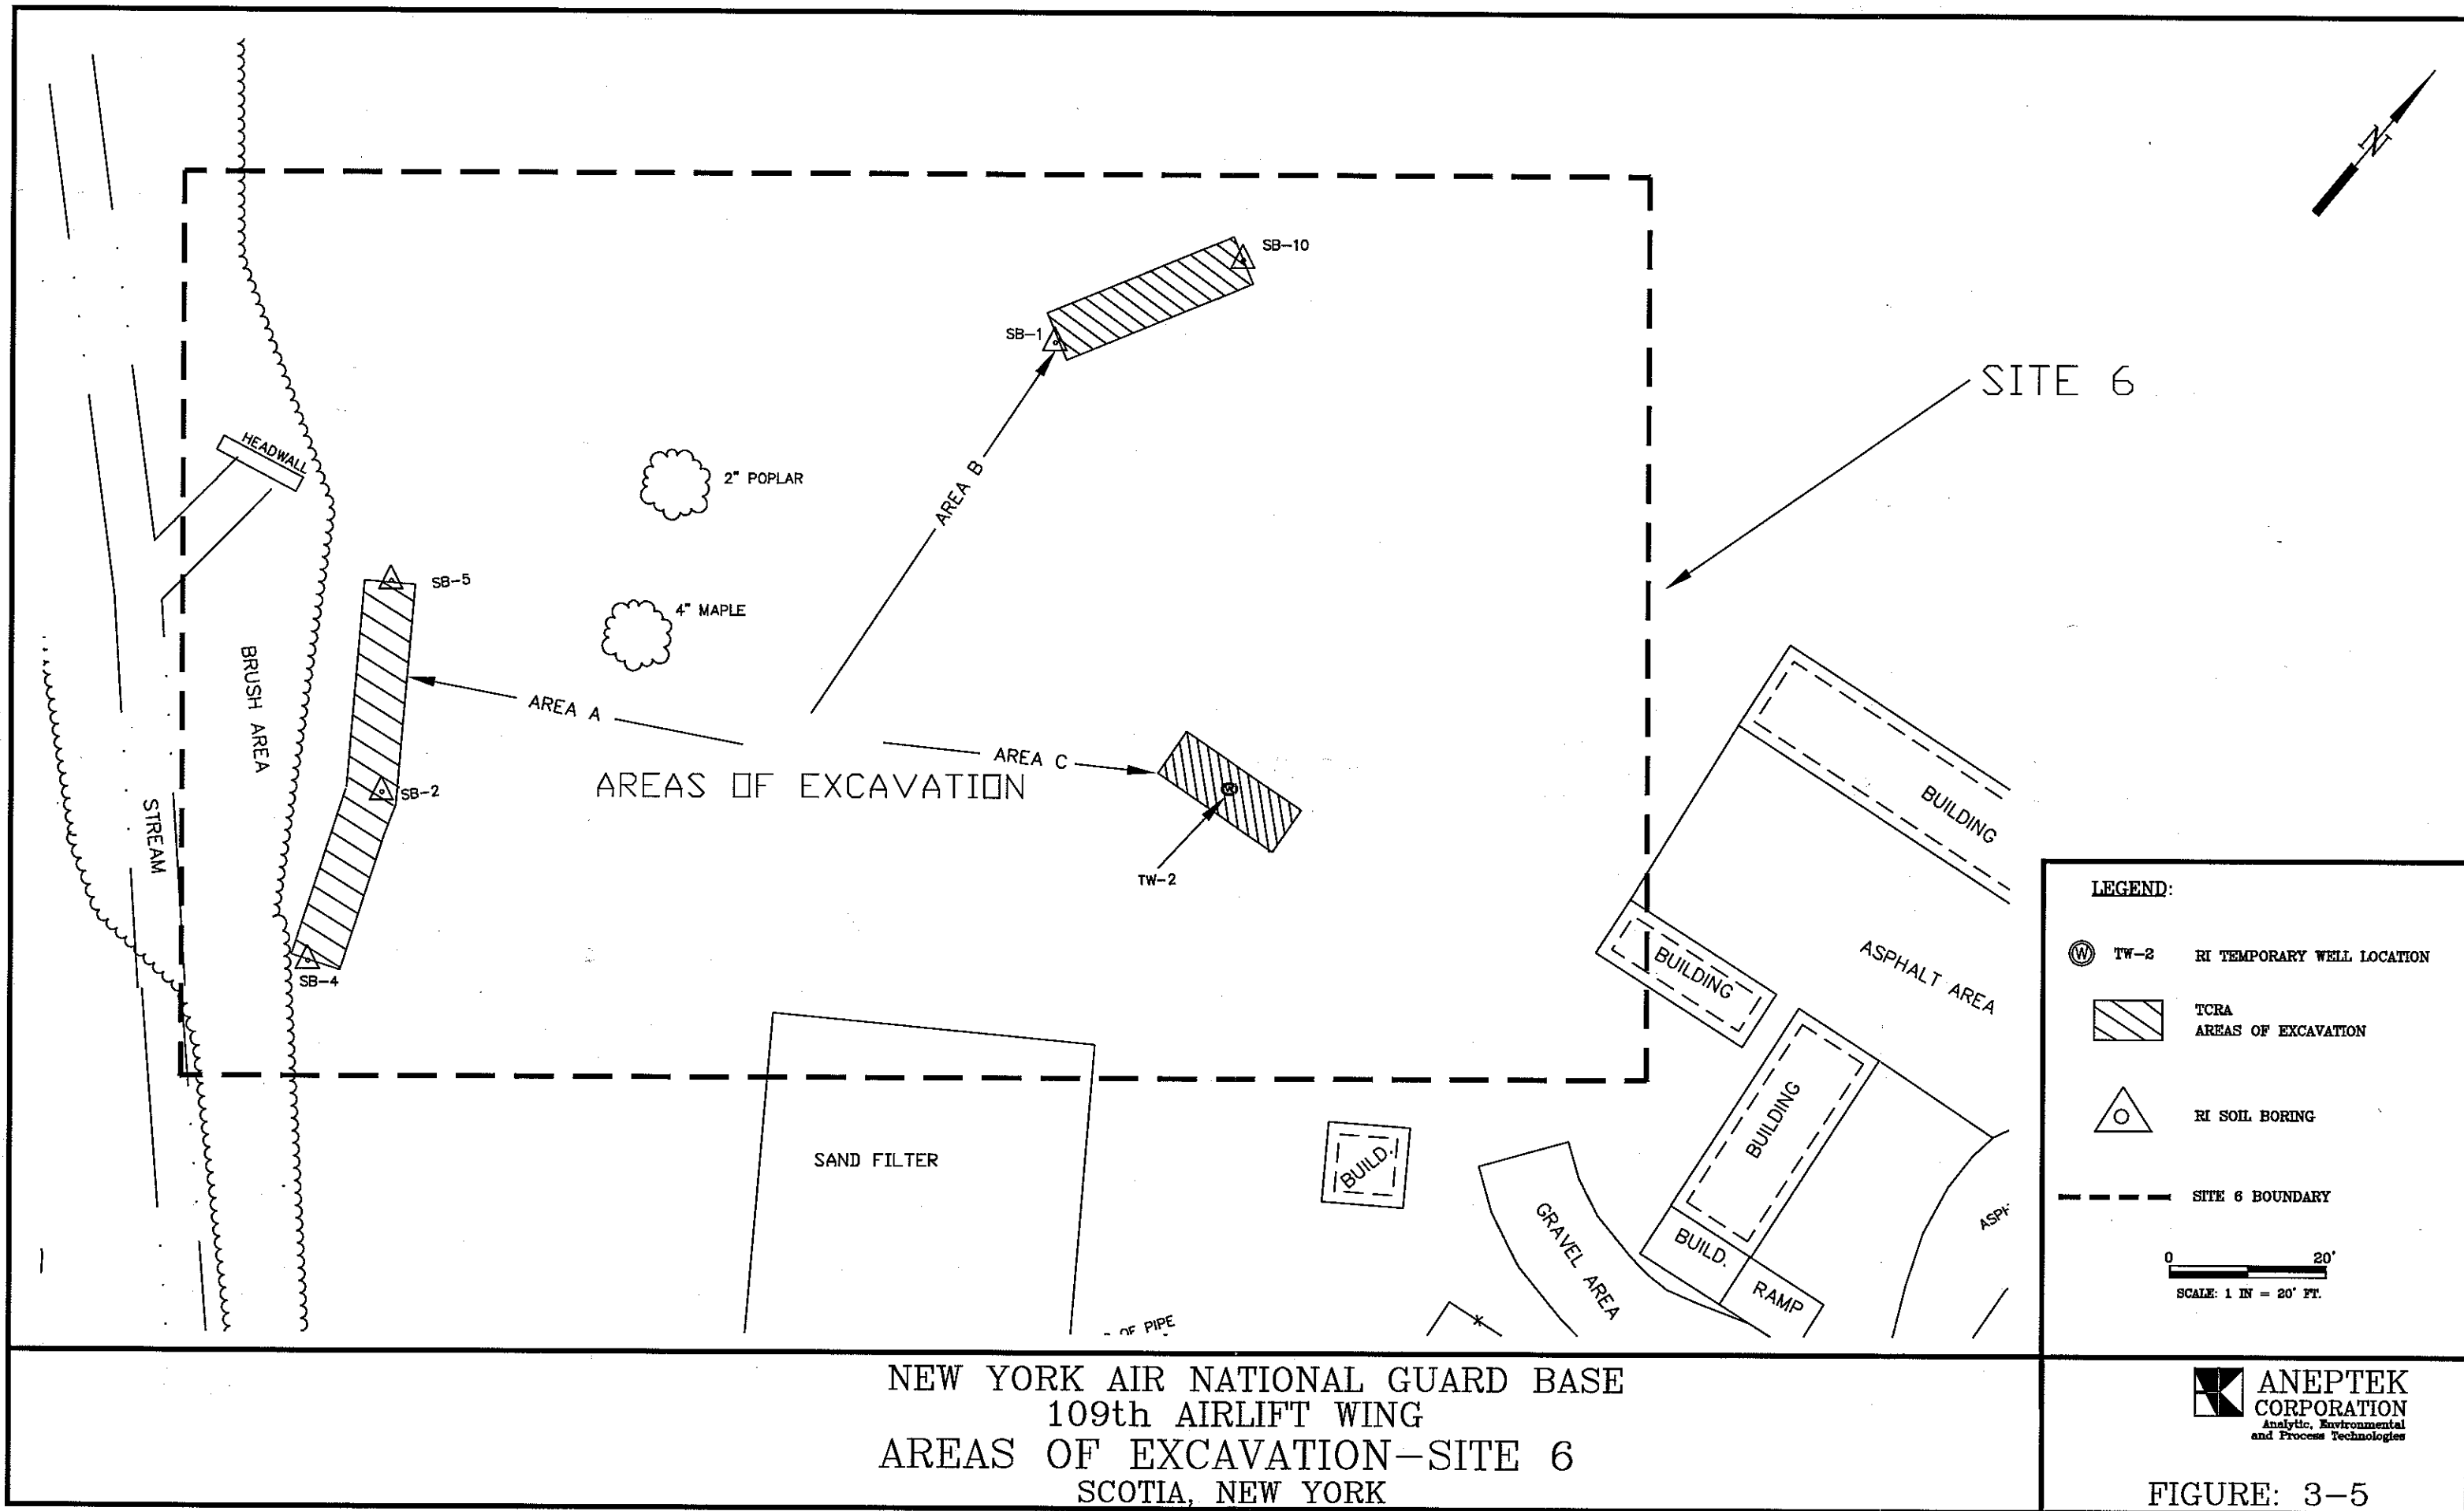 N
SB-10
SB-1
SITE 6
HEADWALL
2" POPLAR
AREA B
SB-5
4" MAPLE
BRUSH AREA
AREA A
AREA C
AREAS OF EXCAVATION
SB-2
STREAM
TW-2
SB-4
BUILDING
BUILDING
ASPHALT AREA
BUILDING
SAND FILTER
BUILD.
GRAVEL AREA
BUILD.
RAMP
ASPH
OF PIPE
LEGEND:
W TW-2 RI TEMPORARY WELL LOCATION
TCRA
AREAS OF EXCAVATION
RI SOIL BORING
SITE 6 BOUNDARY
0 20'
SCALE: 1 IN = 20' FT.
NEW YORK AIR NATIONAL GUARD BASE
109th AIRLIFT WING
AREAS OF EXCAVATION-SITE 6
SCOTIA, NEW YORK
ANEPTEK
CORPORATION
Analytic, Environmental
and Process Technologies
FIGURE: 3-5